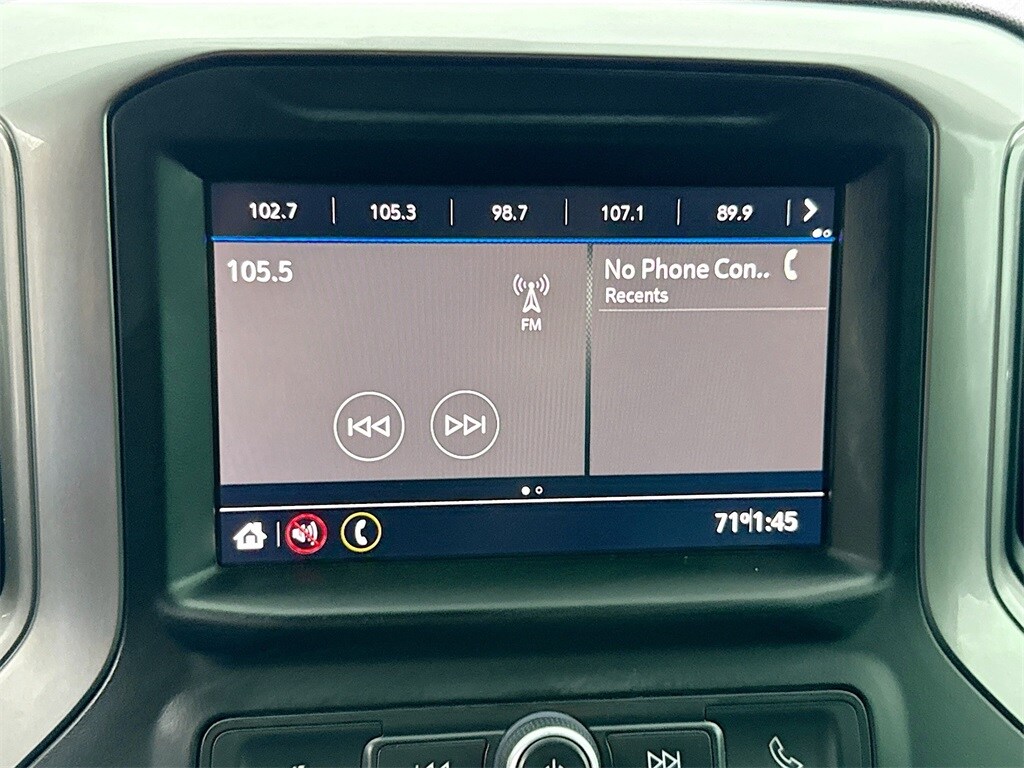 102.7 105.3 98.7 107.1 89.9
105.5
FM
No Phone Con..
Recents
71º 1:45